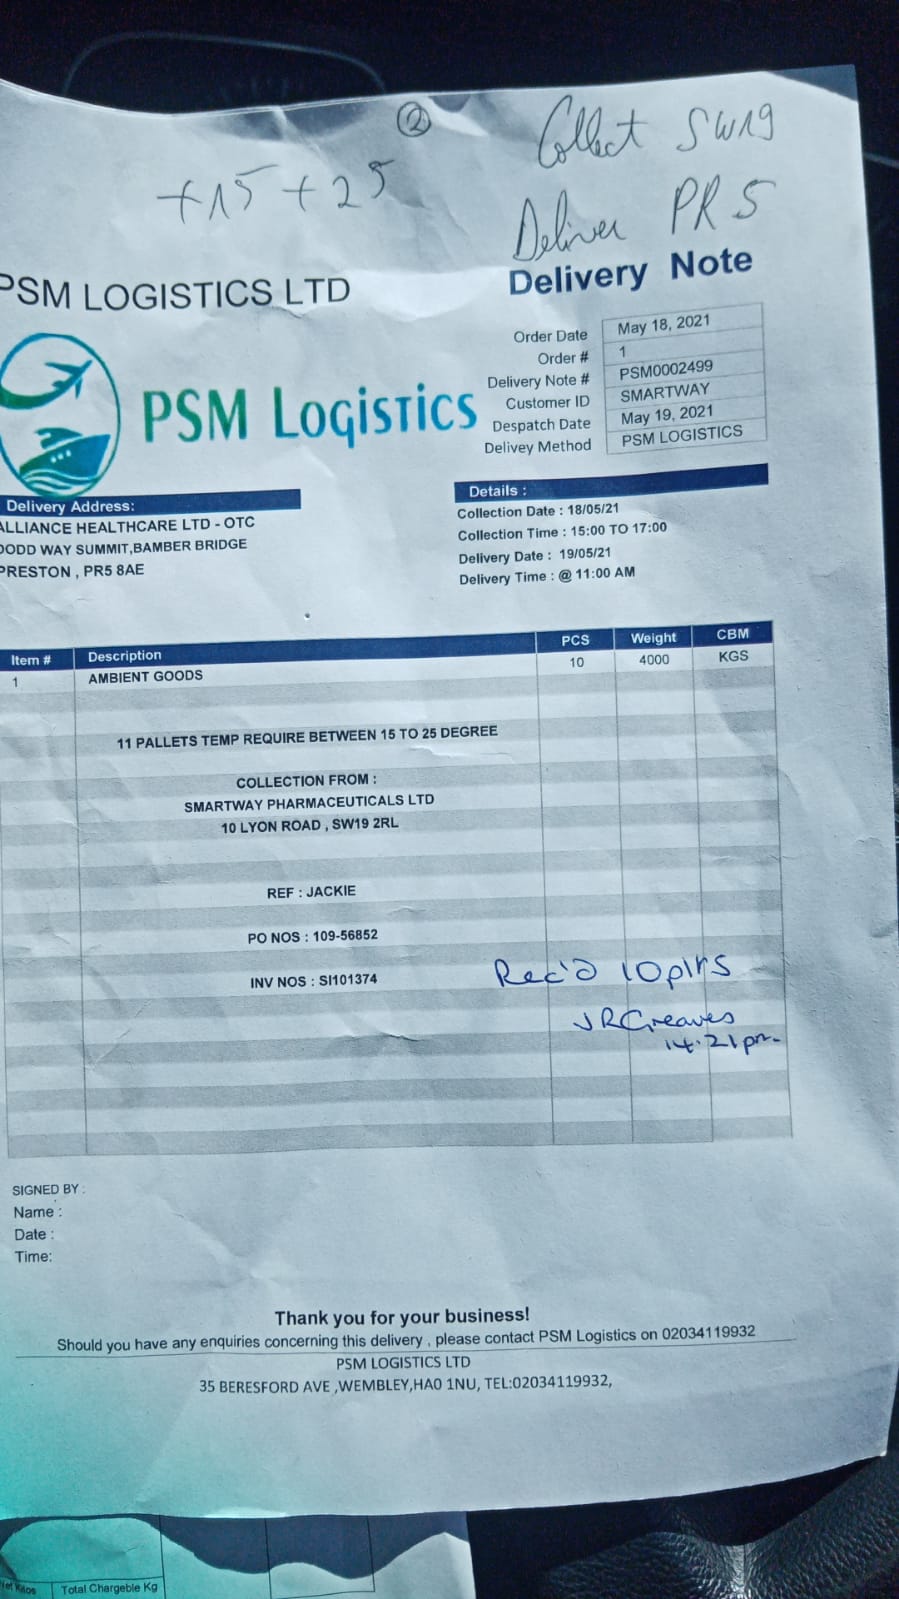 ②
Collect SW19
+15 +25
Deliver PR5
PSM LOGISTICS LTD
Delivery Note
PSM Logistics
Order Date May 18, 2021
Order # 1
Delivery Note # PSM0002499
Customer ID SMARTWAY
Despatch Date May 19, 2021
Delivey Method PSM LOGISTICS
Delivery Address:
ALLIANCE HEALTHCARE LTD - OTC
DODD WAY SUMMIT,BAMBER BRIDGE
PRESTON , PR5 8AE
Details :
Collection Date : 18/05/21
Collection Time : 15:00 TO 17:00
Delivery Date : 19/05/21
Delivery Time : @ 11:00 AM
Item # Description PCS Weight CBM
1 AMBIENT GOODS 10 4000 KGS
11 PALLETS TEMP REQUIRE BETWEEN 15 TO 25 DEGREE
COLLECTION FROM :
SMARTWAY PHARMACEUTICALS LTD
10 LYON ROAD , SW19 2RL
REF : JACKIE
PO NOS : 109-56852
INV NOS : SI101374
Rec'd 10 plts
JRGreaves
14.21pm
SIGNED BY :
Name :
Date :
Time:
Thank you for your business!
Should you have any enquiries concerning this delivery , please contact PSM Logistics on 02034119932
PSM LOGISTICS LTD
35 BERESFORD AVE ,WEMBLEY,HA0 1NU, TEL:02034119932,
Total Chargeble Kg